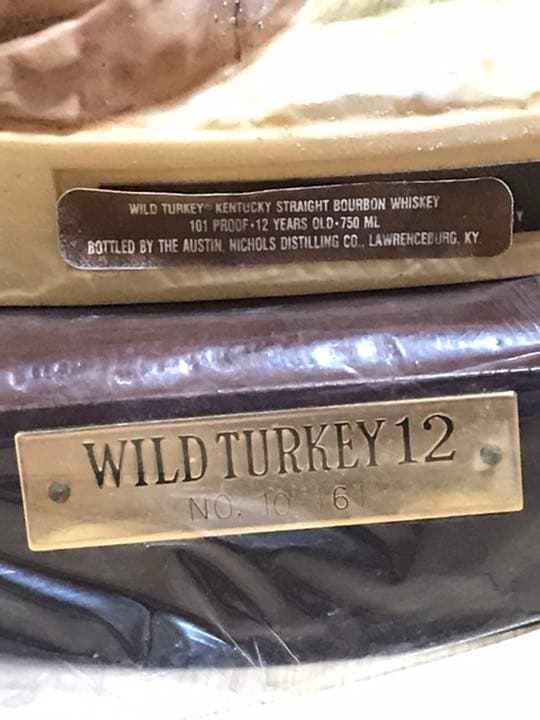 WILD TURKEY® KENTUCKY STRAIGHT BOURBON WHISKEY
101 PROOF•12 YEARS OLD•750 ML
BOTTLED BY THE AUSTIN, NICHOLS DISTILLING CO., LAWRENCEBURG, KY.
WILD TURKEY 12
NO.